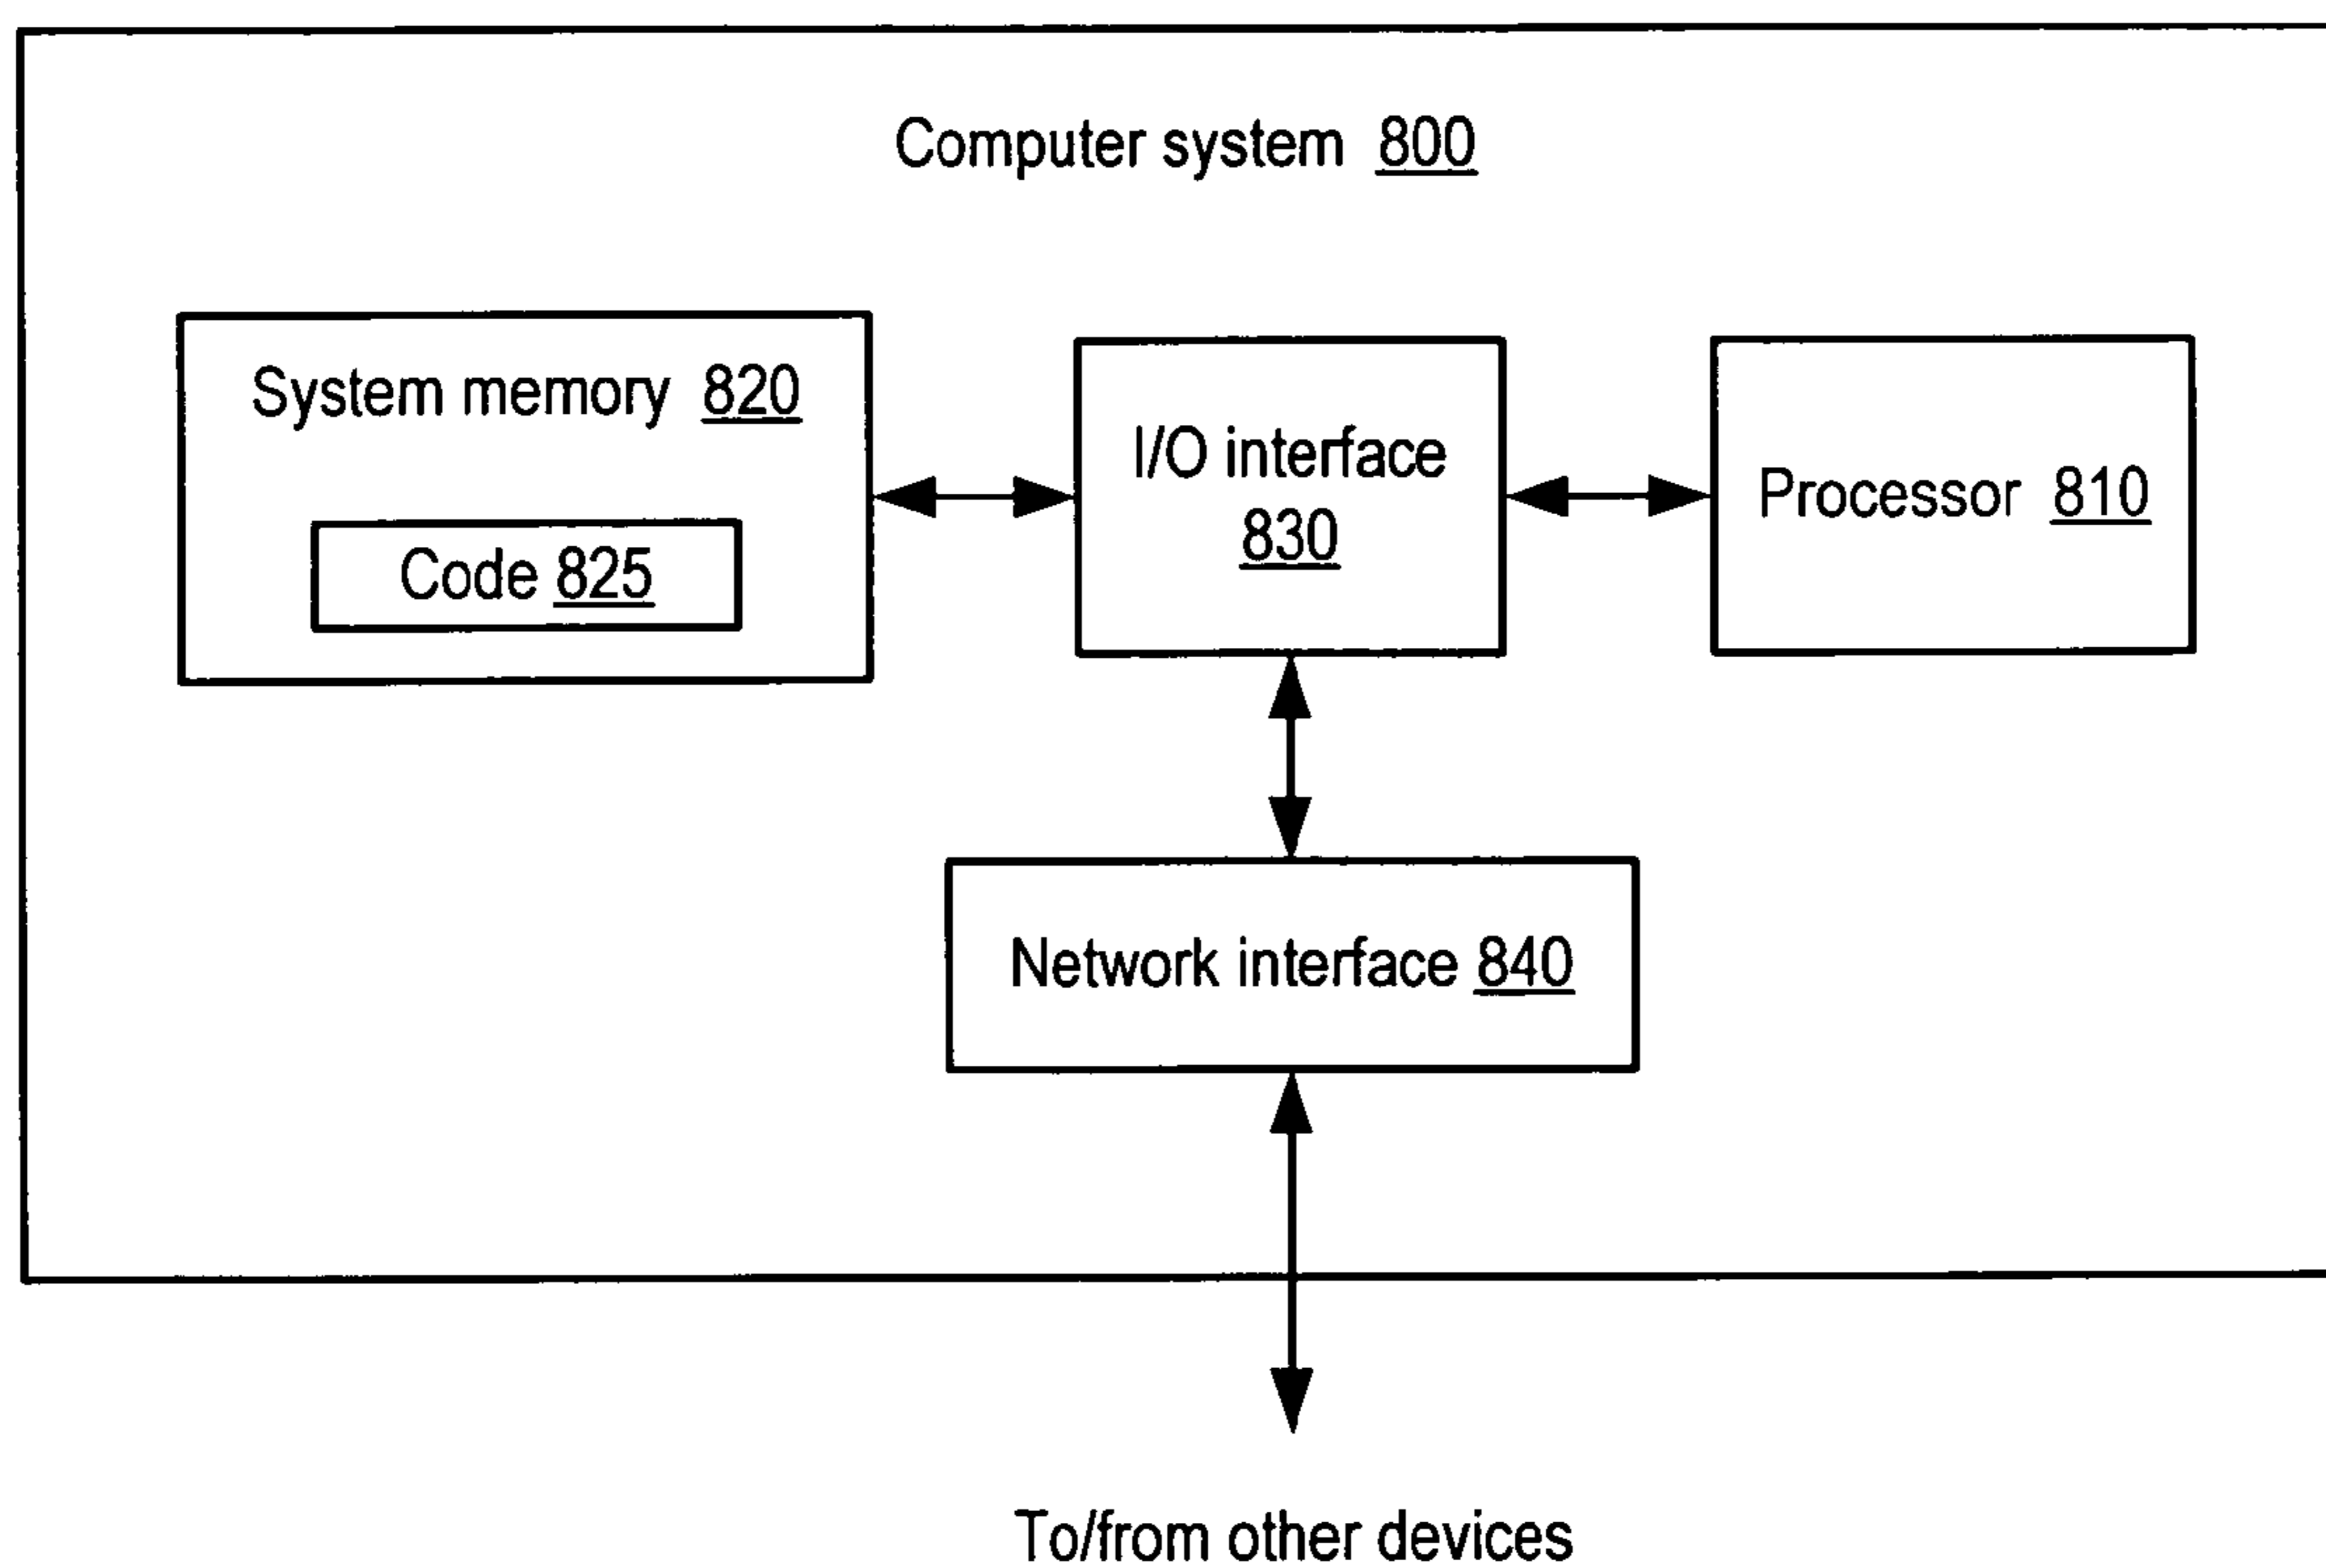 Computer system 800
System memory 820
Code 825
I/O interface
830
Processor 810
Network interface 840
To/from other devices